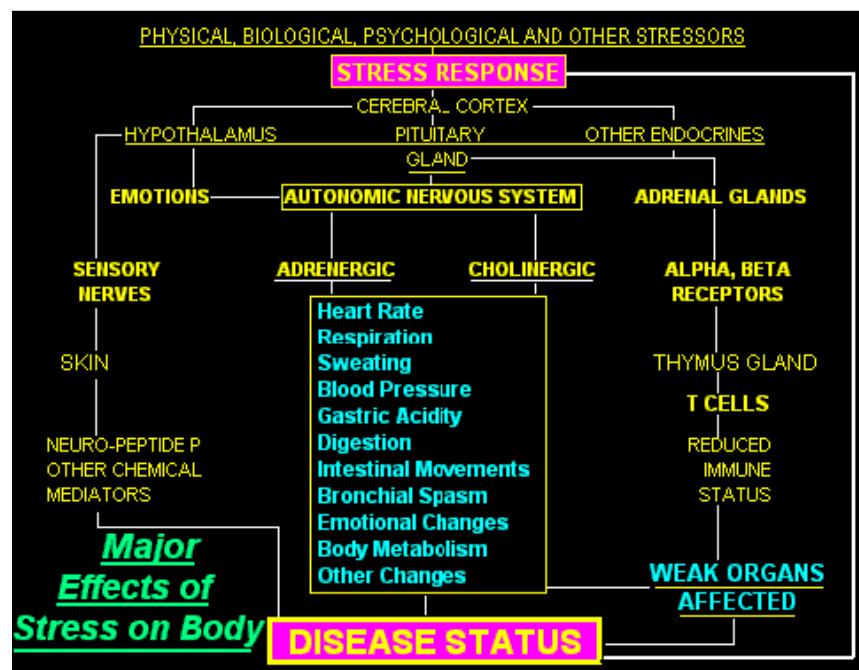 PHYSICAL, BIOLOGICAL, PSYCHOLOGICAL AND OTHER STRESSORS
STRESS RESPONSE
CEREBRAL CORTEX
HYPOTHALAMUS PITUITARY OTHER ENDOCRINES
GLAND
EMOTIONS AUTONOMIC NERVOUS SYSTEM ADRENAL GLANDS
SENSORY
NERVES
ADRENERGIC CHOLINERGIC
ALPHA, BETA
RECEPTORS
Heart Rate
Respiration
Sweating
Blood Pressure
Gastric Acidity
Digestion
Intestinal Movements
Bronchial Spasm
Emotional Changes
Body Metabolism
Other Changes
SKIN
NEURO-PEPTIDE P
OTHER CHEMICAL
MEDIATORS
THYMUS GLAND
T CELLS
REDUCED
IMMUNE
STATUS
WEAK ORGANS
AFFECTED
Major
Effects of
Stress on Body
DISEASE STATUS